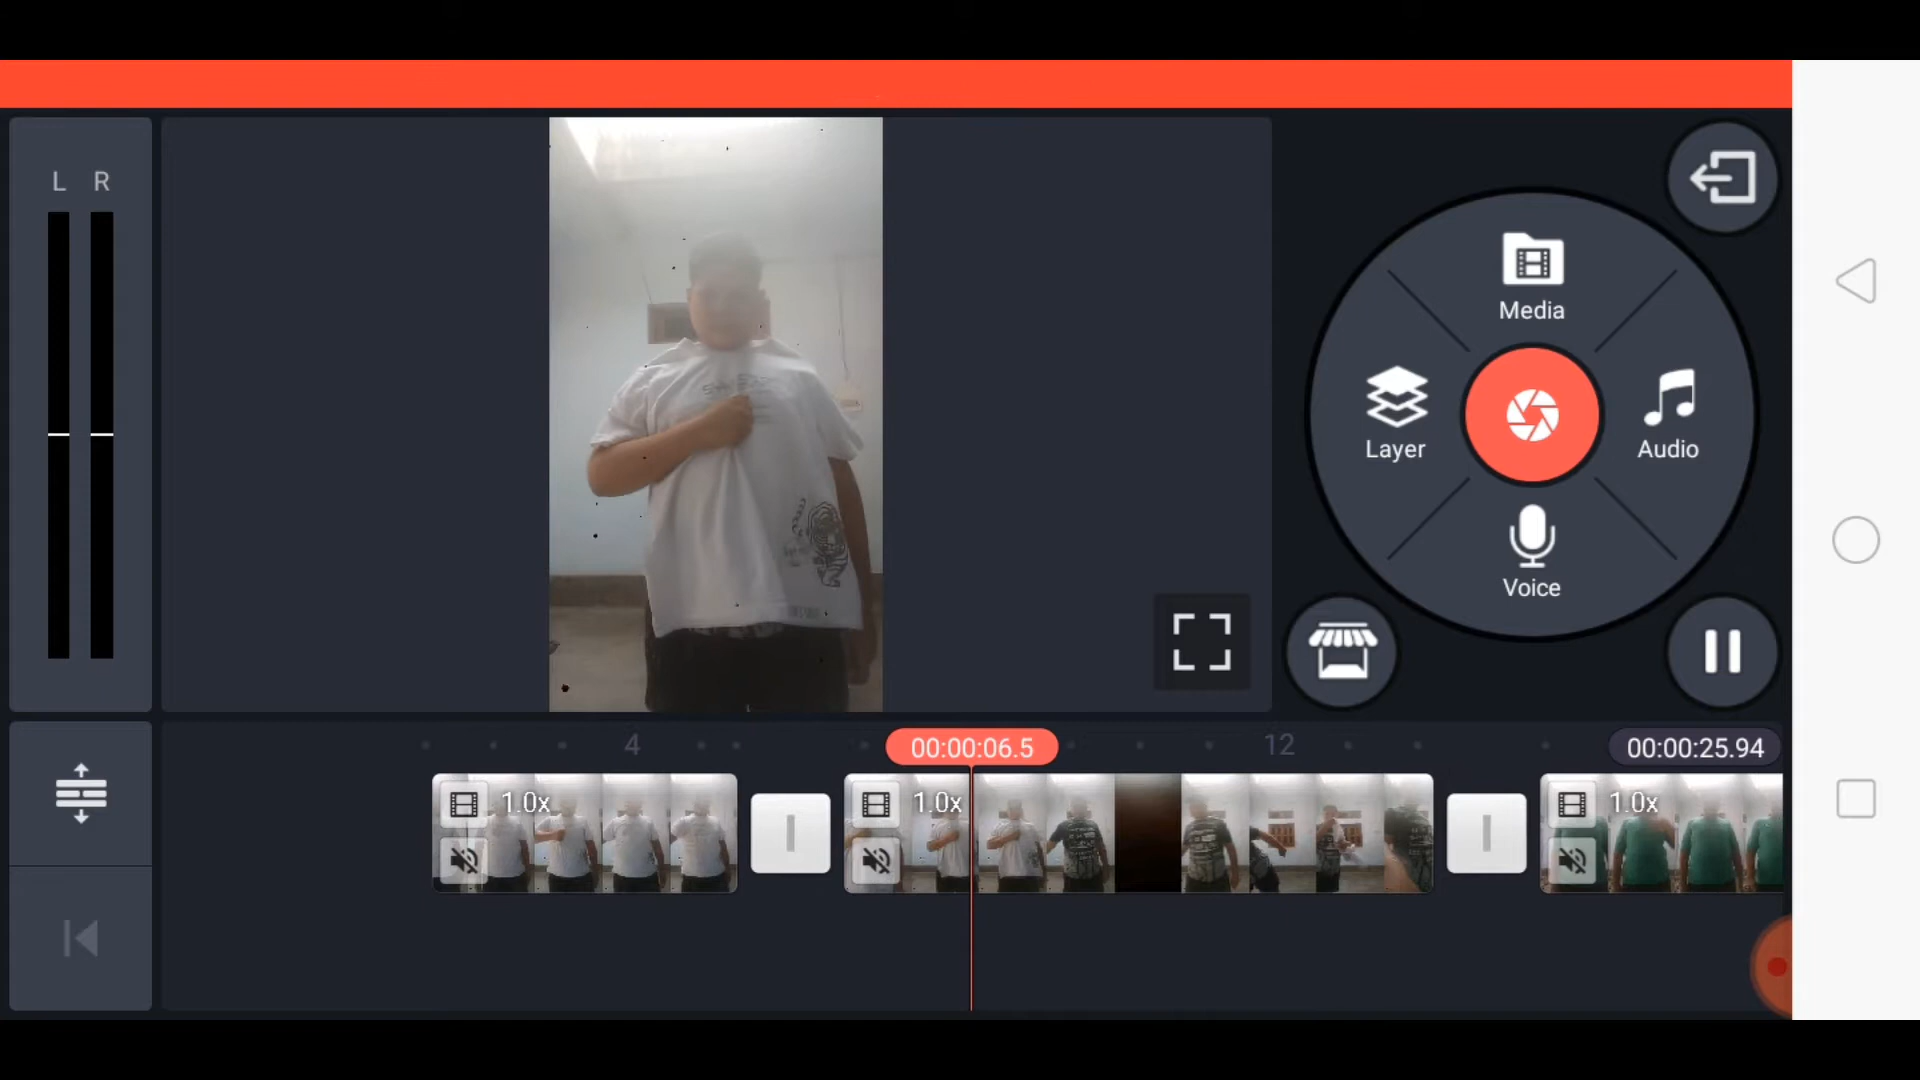 L R
Media
Layer
Audio
Voice
4
00:00:06.5
12
00:00:25.94
1.0x
1.0x
1.0x